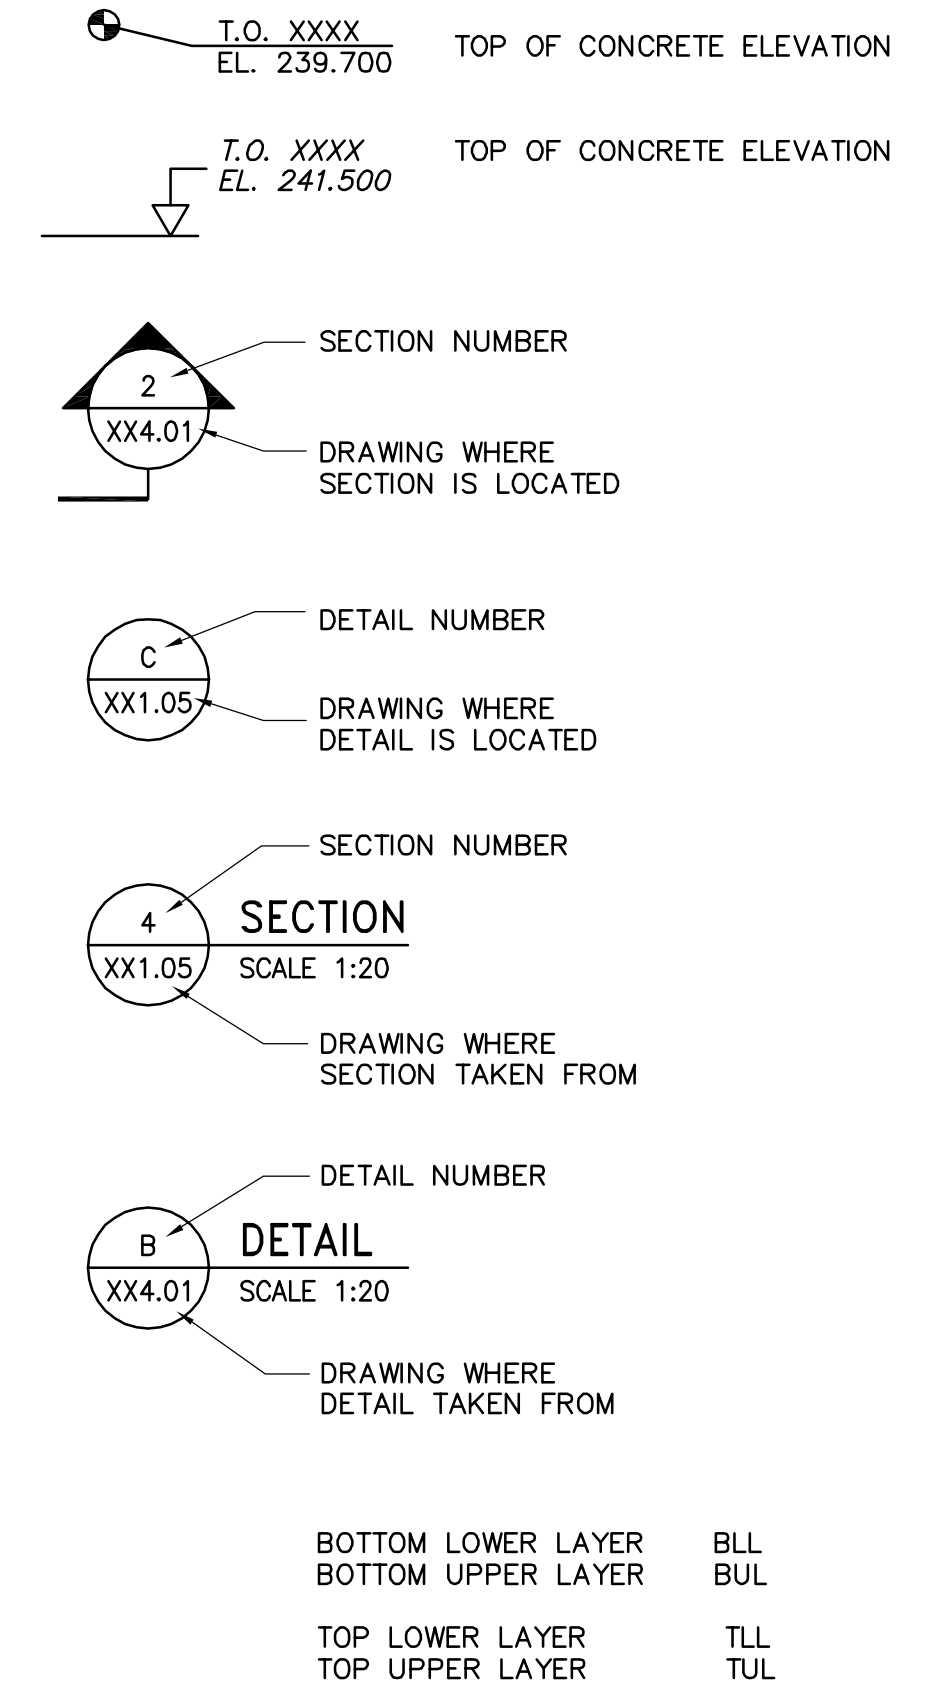 T.O. XXXX
EL. 239.700
TOP OF CONCRETE ELEVATION
T.O. XXXX
EL. 241.500
TOP OF CONCRETE ELEVATION
SECTION NUMBER
2
XX4.01
DRAWING WHERE
SECTION IS LOCATED
DETAIL NUMBER
C
XX1.05
DRAWING WHERE
DETAIL IS LOCATED
SECTION NUMBER
4
SECTION
XX1.05
SCALE 1:20
DRAWING WHERE
SECTION TAKEN FROM
DETAIL NUMBER
B
DETAIL
XX4.01
SCALE 1:20
DRAWING WHERE
DETAIL TAKEN FROM
BOTTOM LOWER LAYER BLL
BOTTOM UPPER LAYER BUL
TOP LOWER LAYER TLL
TOP UPPER LAYER TUL